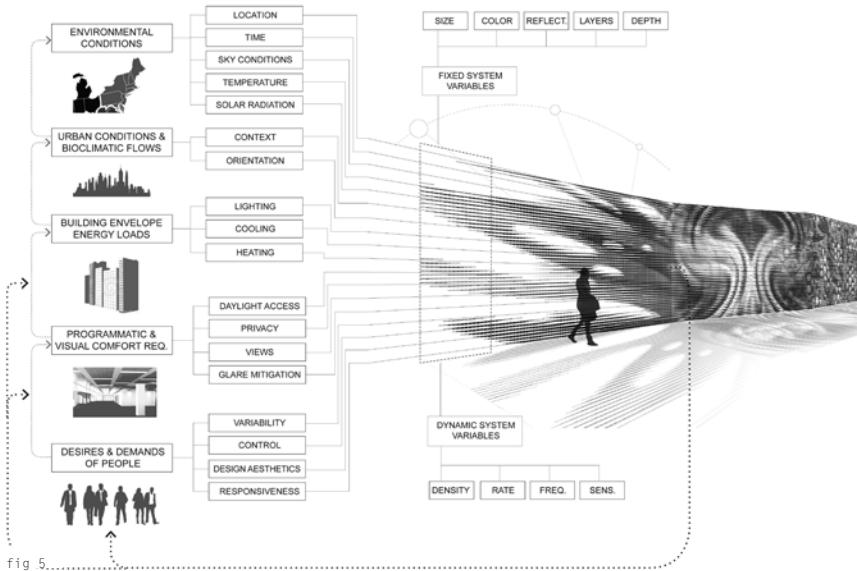 ENVIRONMENTAL
CONDITIONS
LOCATION
TIME
SKY CONDITIONS
TEMPERATURE
SOLAR RADIATION
URBAN CONDITIONS &
BIOCLIMATIC FLOWS
CONTEXT
ORIENTATION
BUILDING ENVELOPE
ENERGY LOADS
LIGHTING
COOLING
HEATING
PROGRAMMATIC &
VISUAL COMFORT REQ.
DAYLIGHT ACCESS
PRIVACY
VIEWS
GLARE MITIGATION
DESIRES & DEMANDS
OF PEOPLE
VARIABILITY
CONTROL
DESIGN AESTHETICS
RESPONSIVENESS
SIZE
COLOR
REFLECT.
LAYERS
DEPTH
FIXED SYSTEM
VARIABLES
DYNAMIC SYSTEM
VARIABLES
DENSITY
RATE
FREQ.
SENS.
fig 5